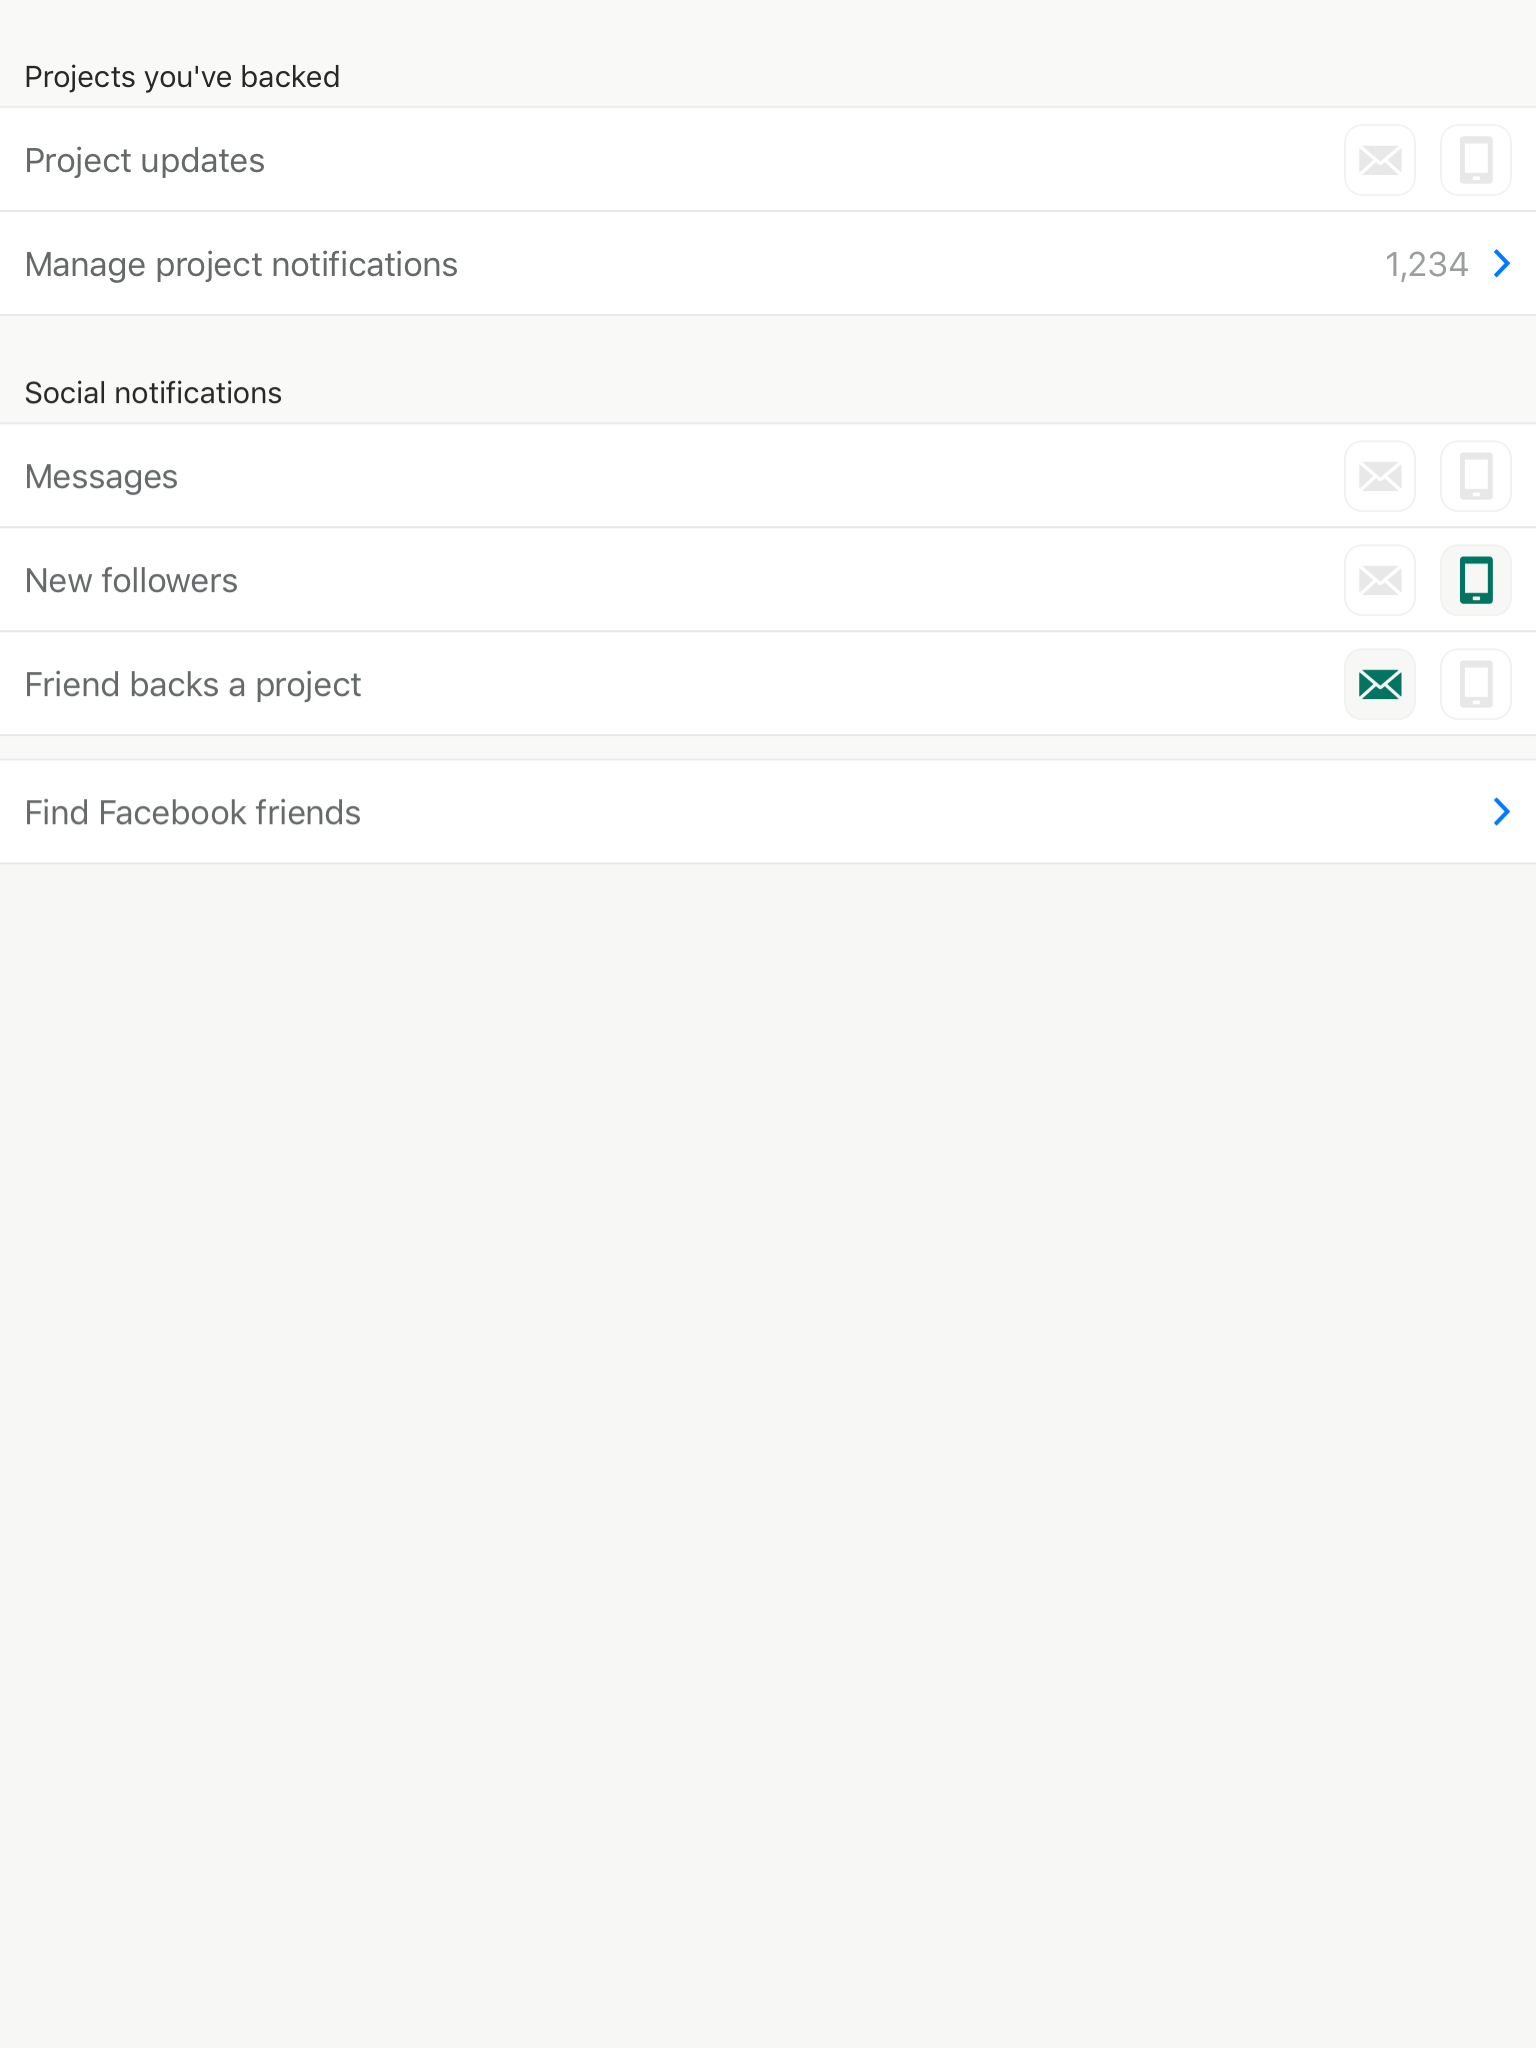 Projects you've backed
Project updates
Manage project notifications 1,234
Social notifications
Messages
New followers
Friend backs a project
Find Facebook friends